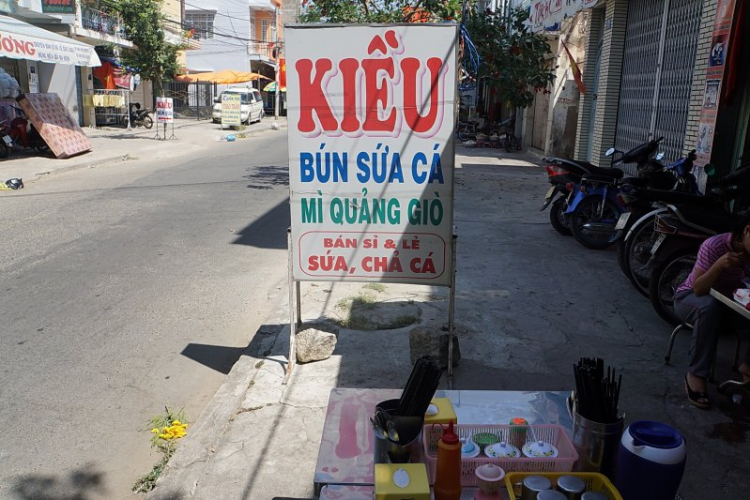 KIỀU
BÚN SỨA CÁ
MÌ QUẢNG GIÒ
BÁN SỈ & LẺ
SỨA, CHẢ CÁ